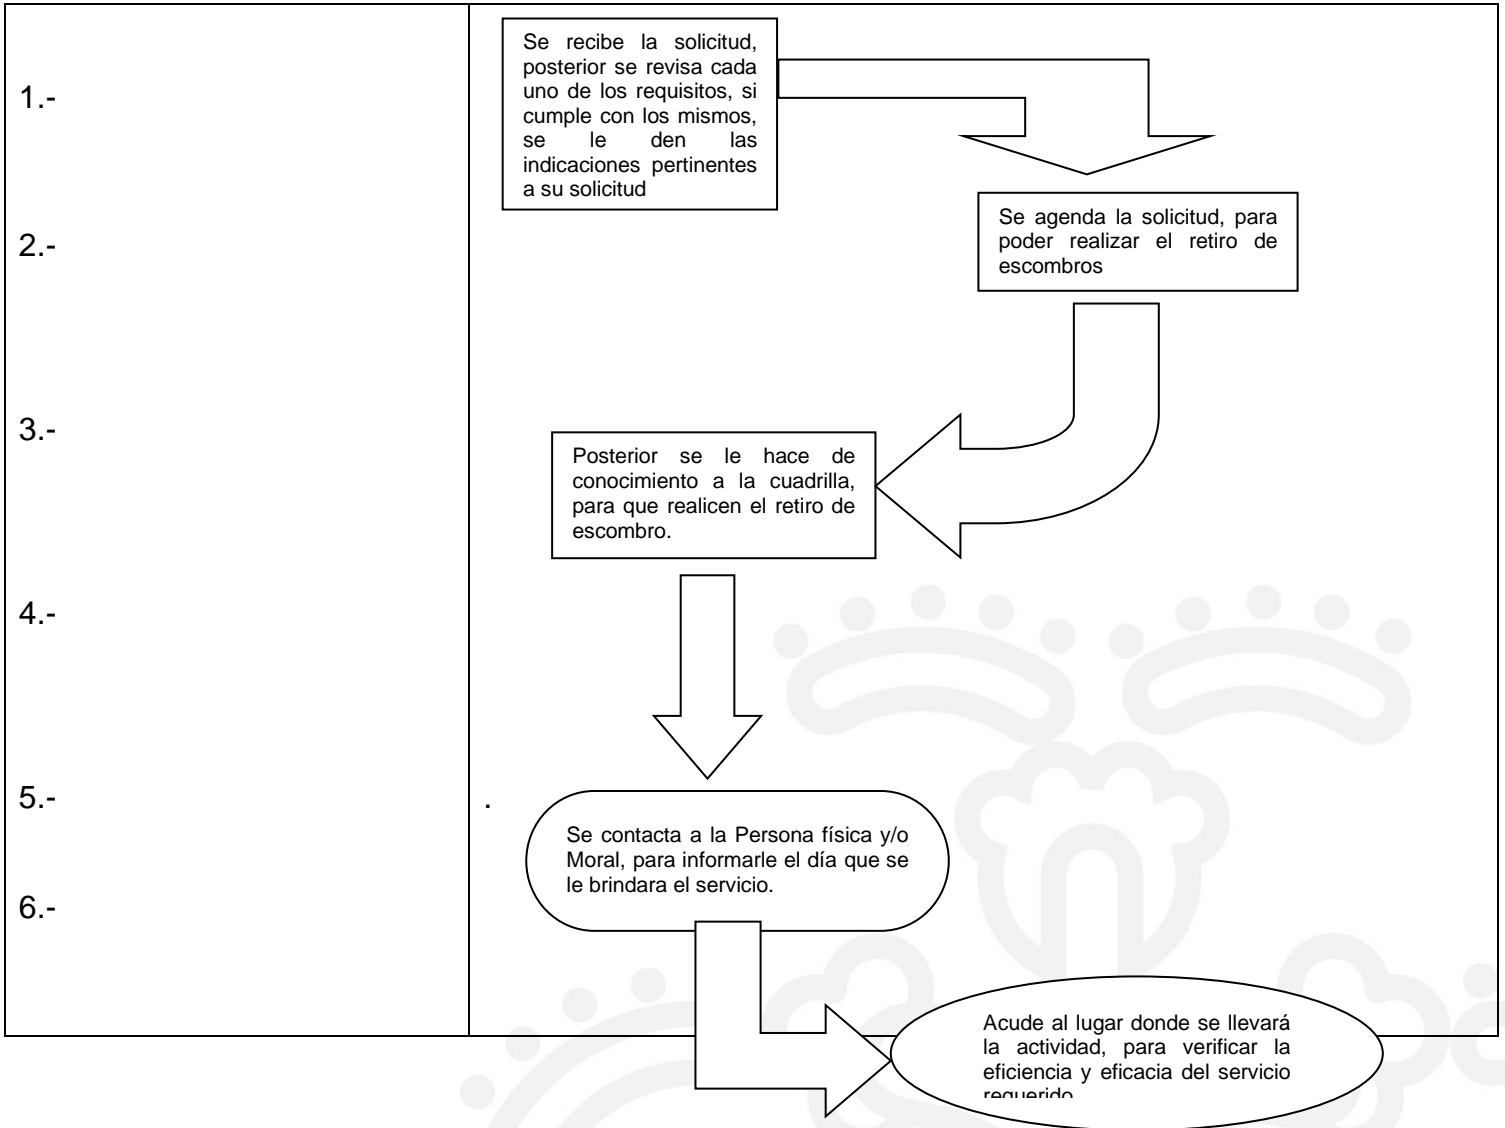 1.-
Se recibe la solicitud,
posterior se revisa cada
uno de los requisitos, si
cumple con los mismos,
se le den las
indicaciones pertinentes
a su solicitud
2.-
Se agenda la solicitud, para
poder realizar el retiro de
escombros
3.-
Posterior se le hace de
conocimiento a la cuadrilla,
para que realicen el retiro de
escombro.
4.-
5.-
.
Se contacta a la Persona física y/o
Moral, para informarle el día que se
le brindara el servicio.
6.-
Acude al lugar donde se llevará
la actividad, para verificar la
eficiencia y eficacia del servicio
requerido